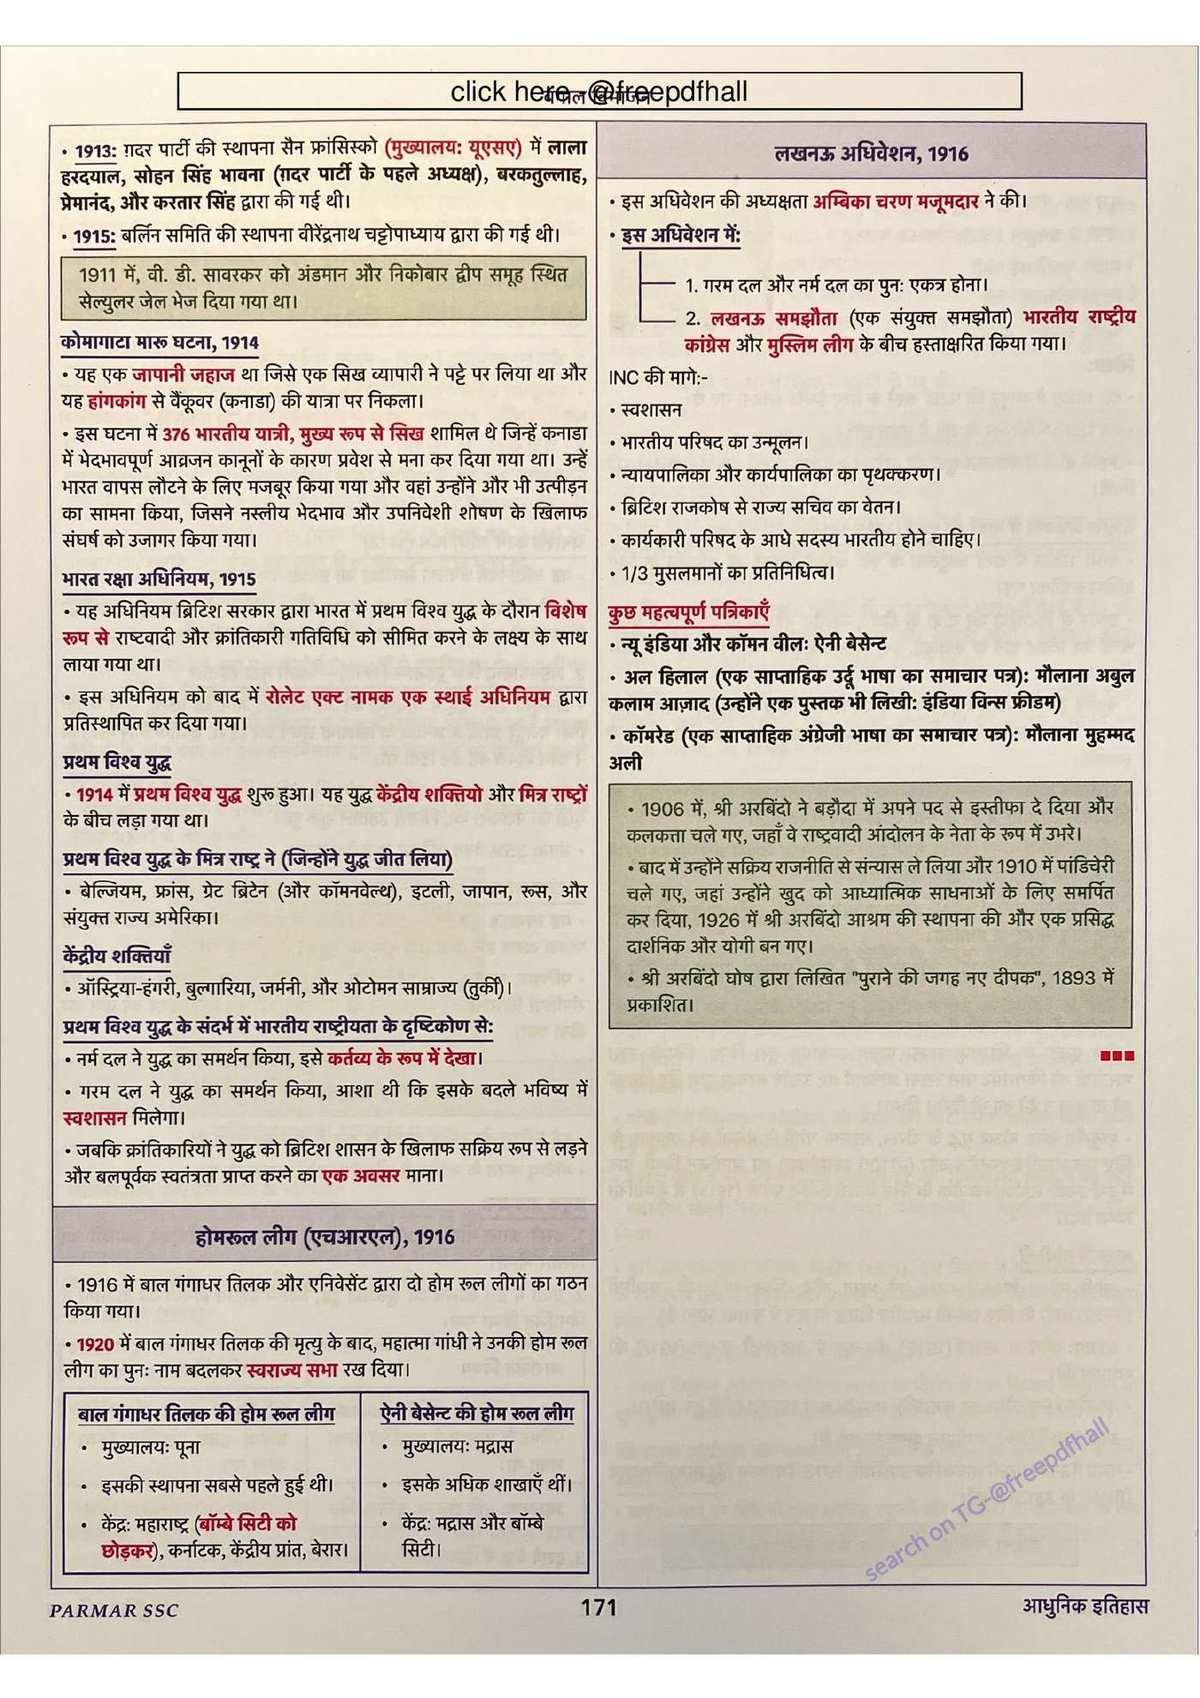 click here - @freepdfhall
• 1913: ग़दर पार्टी की स्थापना सैन फ्रांसिस्को (मुख्यालय: यूएसए) में लाला
हरदयाल, सोहन सिंह भावना (ग़दर पार्टी के पहले अध्यक्ष), बरकतुल्लाह,
प्रेमानंद, और करतार सिंह द्वारा की गई थी।
• 1915: बर्लिन समिति की स्थापना वीरेंद्रनाथ चट्टोपाध्याय द्वारा की गई थी।
1911 में, वी. डी. सावरकर को अंडमान और निकोबार द्वीप समूह स्थित
सेल्युलर जेल भेज दिया गया था।
कोमागाटा मारू घटना, 1914
• यह एक जापानी जहाज था जिसे एक सिख व्यापारी ने पट्टे पर लिया था और
यह हांगकांग से वैंकूवर (कनाडा) की यात्रा पर निकला।
• इस घटना में 376 भारतीय यात्री, मुख्य रूप से सिख शामिल थे जिन्हें कनाडा
में भेदभावपूर्ण आव्रजन कानूनों के कारण प्रवेश से मना कर दिया गया था। उन्हें
भारत वापस लौटने के लिए मजबूर किया गया और वहां उन्होंने और भी उत्पीड़न
का सामना किया, जिसने नस्लीय भेदभाव और उपनिवेशी शोषण के खिलाफ
संघर्ष को उजागर किया गया।
भारत रक्षा अधिनियम, 1915
• यह अधिनियम ब्रिटिश सरकार द्वारा भारत में प्रथम विश्व युद्ध के दौरान विशेष
रूप से राष्टवादी और क्रांतिकारी गतिविधि को सीमित करने के लक्ष्य के साथ
लाया गया था।
• इस अधिनियम को बाद में रोलेट एक्ट नामक एक स्थाई अधिनियम द्वारा
प्रतिस्थापित कर दिया गया।
प्रथम विश्व युद्ध
• 1914 में प्रथम विश्व युद्ध शुरू हुआ। यह युद्ध केंद्रीय शक्तियो और मित्र राष्ट्रों
के बीच लड़ा गया था।
प्रथम विश्व युद्ध के मित्र राष्ट्र ने (जिन्होंने युद्ध जीत लिया)
• बेल्जियम, फ्रांस, ग्रेट ब्रिटेन (और कॉमनवेल्थ), इटली, जापान, रूस, और
संयुक्त राज्य अमेरिका।
केंद्रीय शक्तियाँ
• ऑस्ट्रिया-हंगरी, बुल्गारिया, जर्मनी, और ओटोमन साम्राज्य (तुर्की)।
प्रथम विश्व युद्ध के संदर्भ में भारतीय राष्ट्रीयता के दृष्टिकोण से:
• नर्म दल ने युद्ध का समर्थन किया, इसे कर्तव्य के रूप में देखा।
• गरम दल ने युद्ध का समर्थन किया, आशा थी कि इसके बदले भविष्य में
स्वशासन मिलेगा।
• जबकि क्रांतिकारियों ने युद्ध को ब्रिटिश शासन के खिलाफ सक्रिय रूप से लड़ने
और बलपूर्वक स्वतंत्रता प्राप्त करने का एक अवसर माना।
होमरूल लीग (एचआरएल), 1916
• 1916 में बाल गंगाधर तिलक और एनिवेसेंट द्वारा दो होम रूल लीगों का गठन
किया गया।
• 1920 में बाल गंगाधर तिलक की मृत्यु के बाद, महात्मा गांधी ने उनकी होम रूल
लीग का पुनः नाम बदलकर स्वराज्य सभा रख दिया।
बाल गंगाधर तिलक की होम रूल लीग
• मुख्यालयः पूना
• इसकी स्थापना सबसे पहले हुई थी।
• केंद्रः महाराष्ट्र (बॉम्बे सिटी को
छोड़कर), कर्नाटक, केंद्रीय प्रांत, बेरार।
ऐनी बेसेन्ट की होम रूल लीग
• मुख्यालयः मद्रास
• इसके अधिक शाखाएँ थीं।
• केंद्रः मद्रास और बॉम्बे
सिटी।
लखनऊ अधिवेशन, 1916
• इस अधिवेशन की अध्यक्षता अम्बिका चरण मजूमदार ने की।
• इस अधिवेशन में:
1. गरम दल और नर्म दल का पुनः एकत्र होना।
2. लखनऊ समझौता (एक संयुक्त समझौता) भारतीय राष्ट्रीय
कांग्रेस और मुस्लिम लीग के बीच हस्ताक्षरित किया गया।
INC की मागे:-
• स्वशासन
• भारतीय परिषद का उन्मूलन।
• न्यायपालिका और कार्यपालिका का पृथक्करण।
• ब्रिटिश राजकोष से राज्य सचिव का वेतन।
• कार्यकारी परिषद के आधे सदस्य भारतीय होने चाहिए।
• 1/3 मुसलमानों का प्रतिनिधित्व।
कुछ महत्वपूर्ण पत्रिकाएँ
• न्यू इंडिया और कॉमन वीलः ऐनी बेसेन्ट
• अल हिलाल (एक साप्ताहिक उर्दू भाषा का समाचार पत्र): मौलाना अबुल
कलाम आज़ाद (उन्होंने एक पुस्तक भी लिखी: इंडिया विन्स फ्रीडम)
• कॉमरेड (एक साप्ताहिक अंग्रेजी भाषा का समाचार पत्र): मौलाना मुहम्मद
अली
• 1906 में, श्री अरबिंदो ने बड़ौदा में अपने पद से इस्तीफा दे दिया और
कलकता चले गए, जहाँ वे राष्ट्रवादी आंदोलन के नेता के रूप में उभरे।
• बाद में उन्होंने सक्रिय राजनीति से संन्यास ले लिया और 1910 में पांडिचेरी
चले गए, जहां उन्होंने खुद को आध्यात्मिक साधनाओं के लिए समर्पित
कर दिया, 1926 में श्री अरबिंदो आश्रम की स्थापना की और एक प्रसिद्ध
दार्शनिक और योगी बन गए।
• श्री अरबिंदो घोष द्वारा लिखित "पुराने की जगह नए दीपक", 1893 में
प्रकाशित।
search on TG-@freepdfhall
PARMAR SSC
171
आधुनिक इतिहास